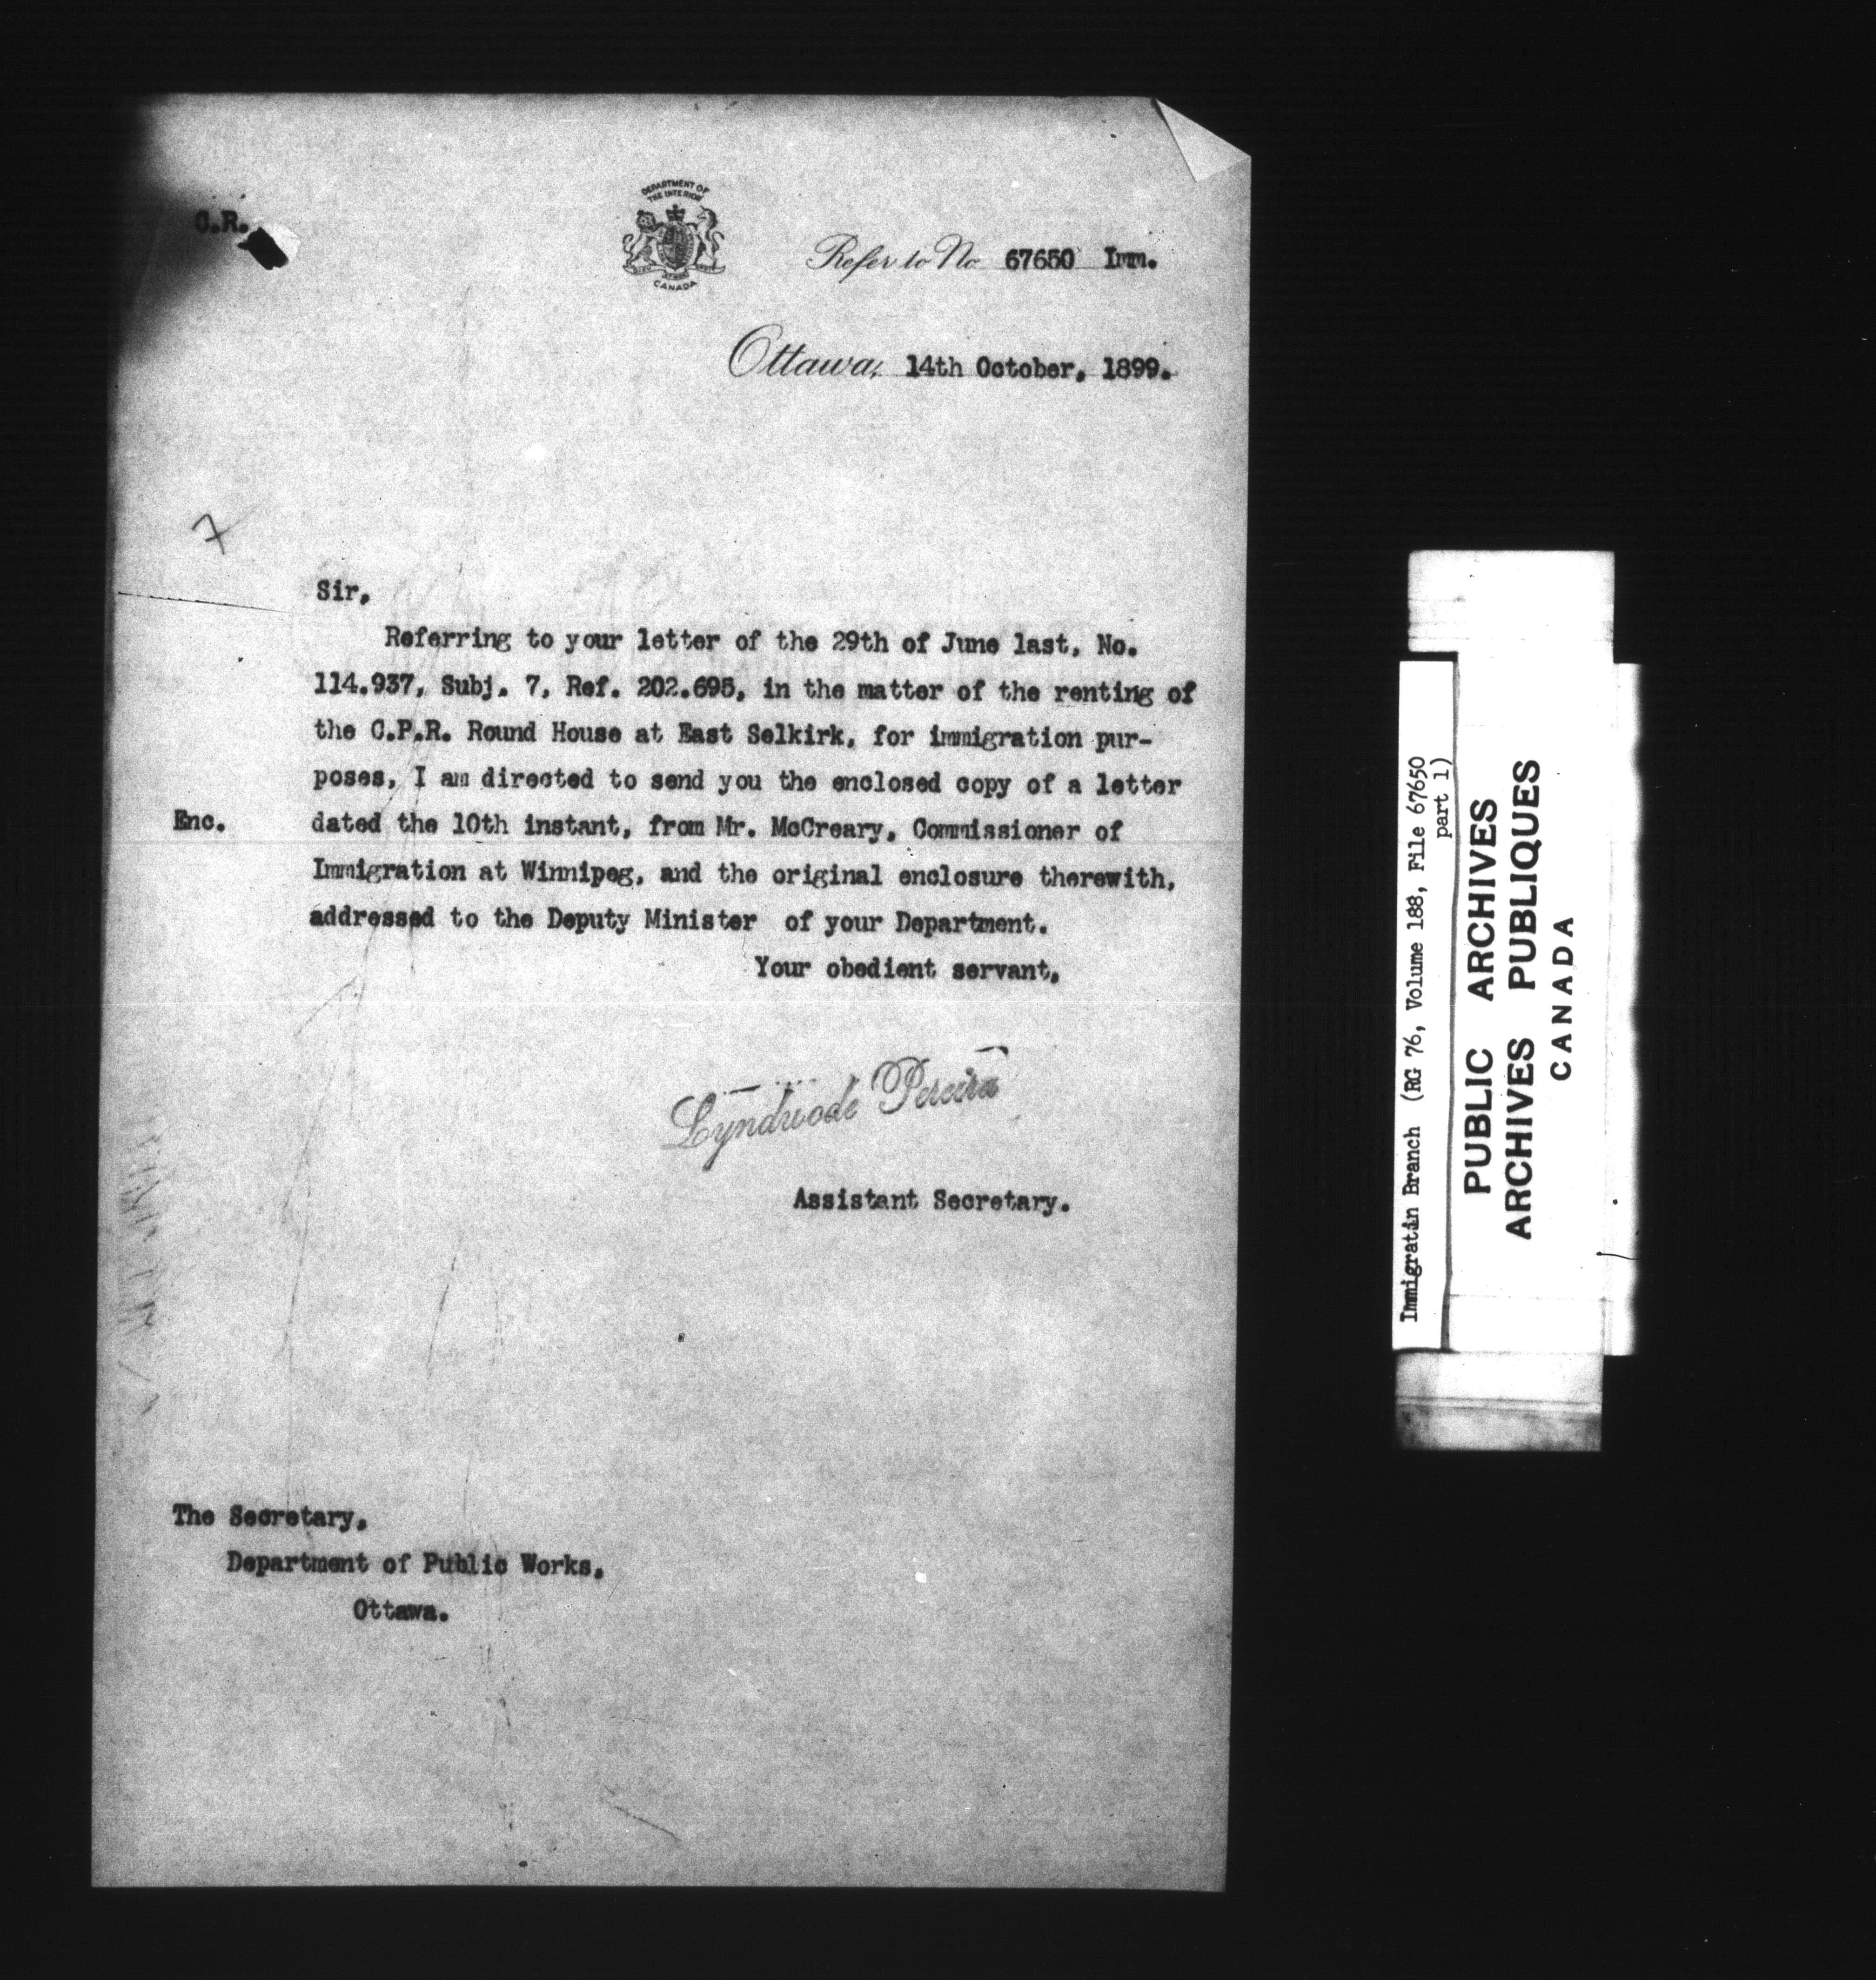 C.R.
DEPARTMENT OF
THE INTERIOR
CANADA
Refer to No 67650 Imm.
Ottawa, 14th October, 1899.
7
Sir,
Referring to your letter of the 29th of June last, No.
114.937, Subj. 7, Ref. 202.695, in the matter of the renting of
the C.P.R. Round House at East Selkirk, for immigration pur-
poses, I am directed to send you the enclosed copy of a letter
Enc. dated the 10th instant, from Mr. McCreary, Commissioner of
Immigration at Winnipeg, and the original enclosure therewith,
addressed to the Deputy Minister of your Department.
Your obedient servant,
Lyndwode Pereira
Assistant Secretary.
The Secretary,
Department of Public Works,
Ottawa.
Immigratin Branch (RG 76, Volume 188, File 67650
part 1)
PUBLIC ARCHIVES
ARCHIVES PUBLIQUES
CANADA